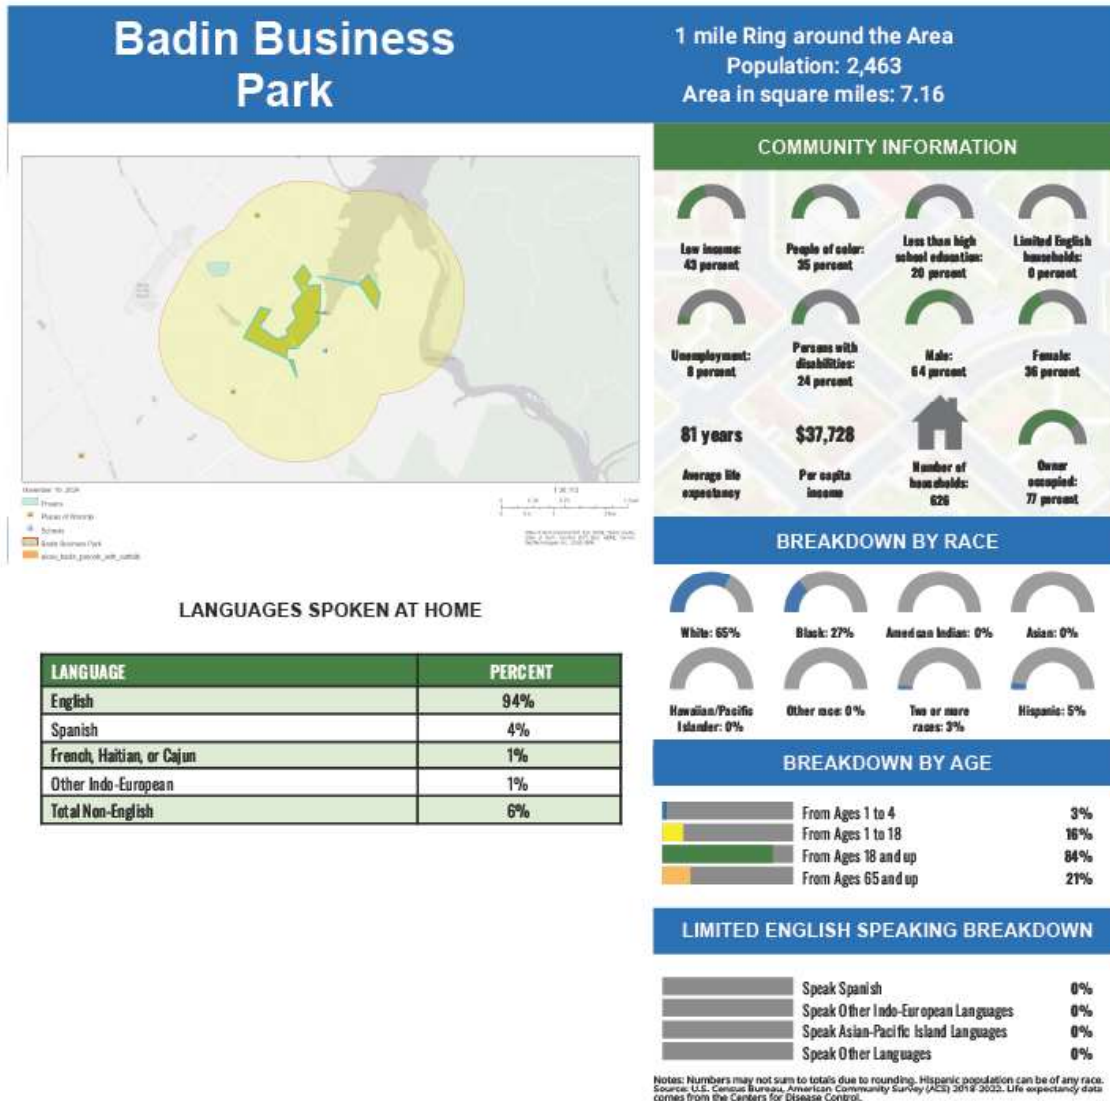 Badin Business
Park
1 mile Ring around the Area
Population: 2,463
Area in square miles: 7.16
COMMUNITY INFORMATION
Low income:
43 percent
People of color:
35 percent
Less than high
school education:
20 percent
Limited English
households:
0 percent
Unemployment:
8 percent
Persons with
disabilities:
24 percent
Male:
64 percent
Female:
36 percent
81 years
Average life
expectancy
$37,728
Per capita
income
Number of
households:
626
Owner
occupied:
77 percent
Places of Worship
Schools
Badin Business Park
LANGUAGES SPOKEN AT HOME
LANGUAGE PERCENT
English 94%
Spanish 4%
French, Haitian, or Cajun 1%
Other Indo-European 1%
Total Non-English 6%
BREAKDOWN BY RACE
White: 65%
Black: 27%
American Indian: 0%
Asian: 0%
Hawaiian/Pacific
Islander: 0%
Other race: 0%
Two or more
races: 3%
Hispanic: 5%
BREAKDOWN BY AGE
From Ages 1 to 4 3%
From Ages 1 to 18 16%
From Ages 18 and up 84%
From Ages 65 and up 21%
LIMITED ENGLISH SPEAKING BREAKDOWN
Speak Spanish 0%
Speak Other Indo-European Languages 0%
Speak Asian-Pacific Island Languages 0%
Speak Other Languages 0%
Notes: Numbers may not sum to totals due to rounding. Hispanic population can be of any race.
Source: U.S. Census Bureau, American Community Survey (ACS) 2018-2022. Life expectancy data
comes from the Centers for Disease Control.